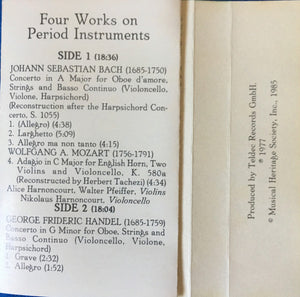 Four Works on
Period Instruments
SIDE 1 (18:36)
JOHANN SEBASTIAN BACH (1685-1750)
Concerto in A Major for Oboe d'amore,
Strings and Basso Continuo (Violoncello,
Violone, Harpsichord)
(Reconstruction after the Harpsichord Con-
certo, S. 1055)
1. (Allegro) (4:38)
2. Larghetto (5:09)
3. Allegro ma non tanto (4:15)
WOLFGANG A. MOZART (1756-1791)
4. Adagio in C Major for English Horn, Two
Violins and Violoncello, K. 580a
(Reconstructed by Herbert Tachezi) (4:34)
Alice Harnoncourt, Walter Pfeiffer, Violins
Nikolaus Harnoncourt, Violoncello
SIDE 2 (18:04)
GEORGE FRIDERIC HANDEL (1685-1759)
Concerto in G Minor for Oboe, Strings and
Basso Continuo (Violoncello, Violone,
Harpsichord)
1. Grave (2:32)
2. Allegro (1:52)
Produced by Teldec Records GmbH.
℗ 1977
© Musical Heritage Society, Inc., 1985